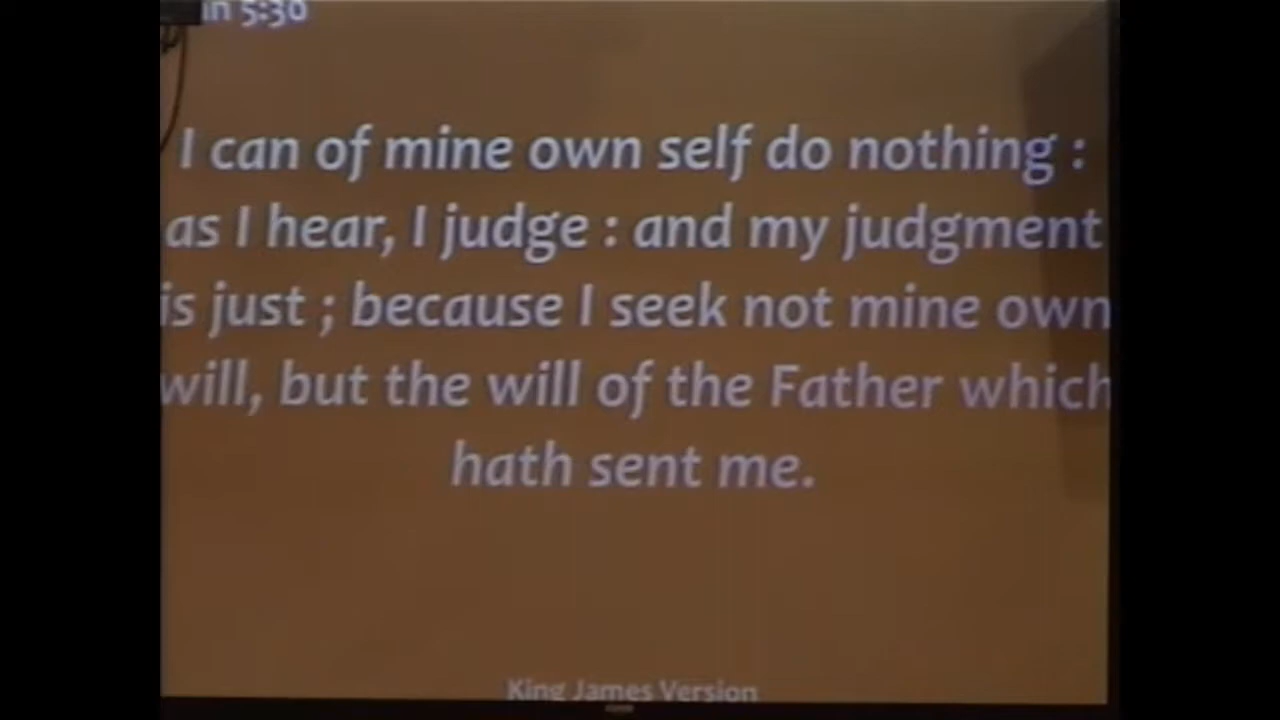 in 5:30
I can of mine own self do nothing :
as I hear, I judge : and my judgment
is just ; because I seek not mine own
will, but the will of the Father which
hath sent me.
King James Version